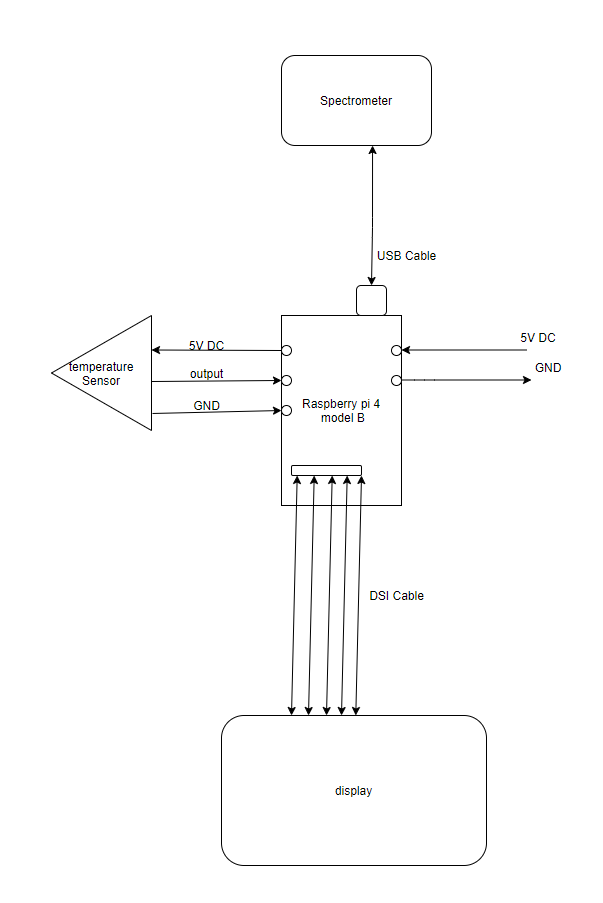 Spectrometer
USB Cable
5V DC
5V DC
GND
temperature
Sensor
output
GND
Raspberry pi 4
model B
DSI Cable
display